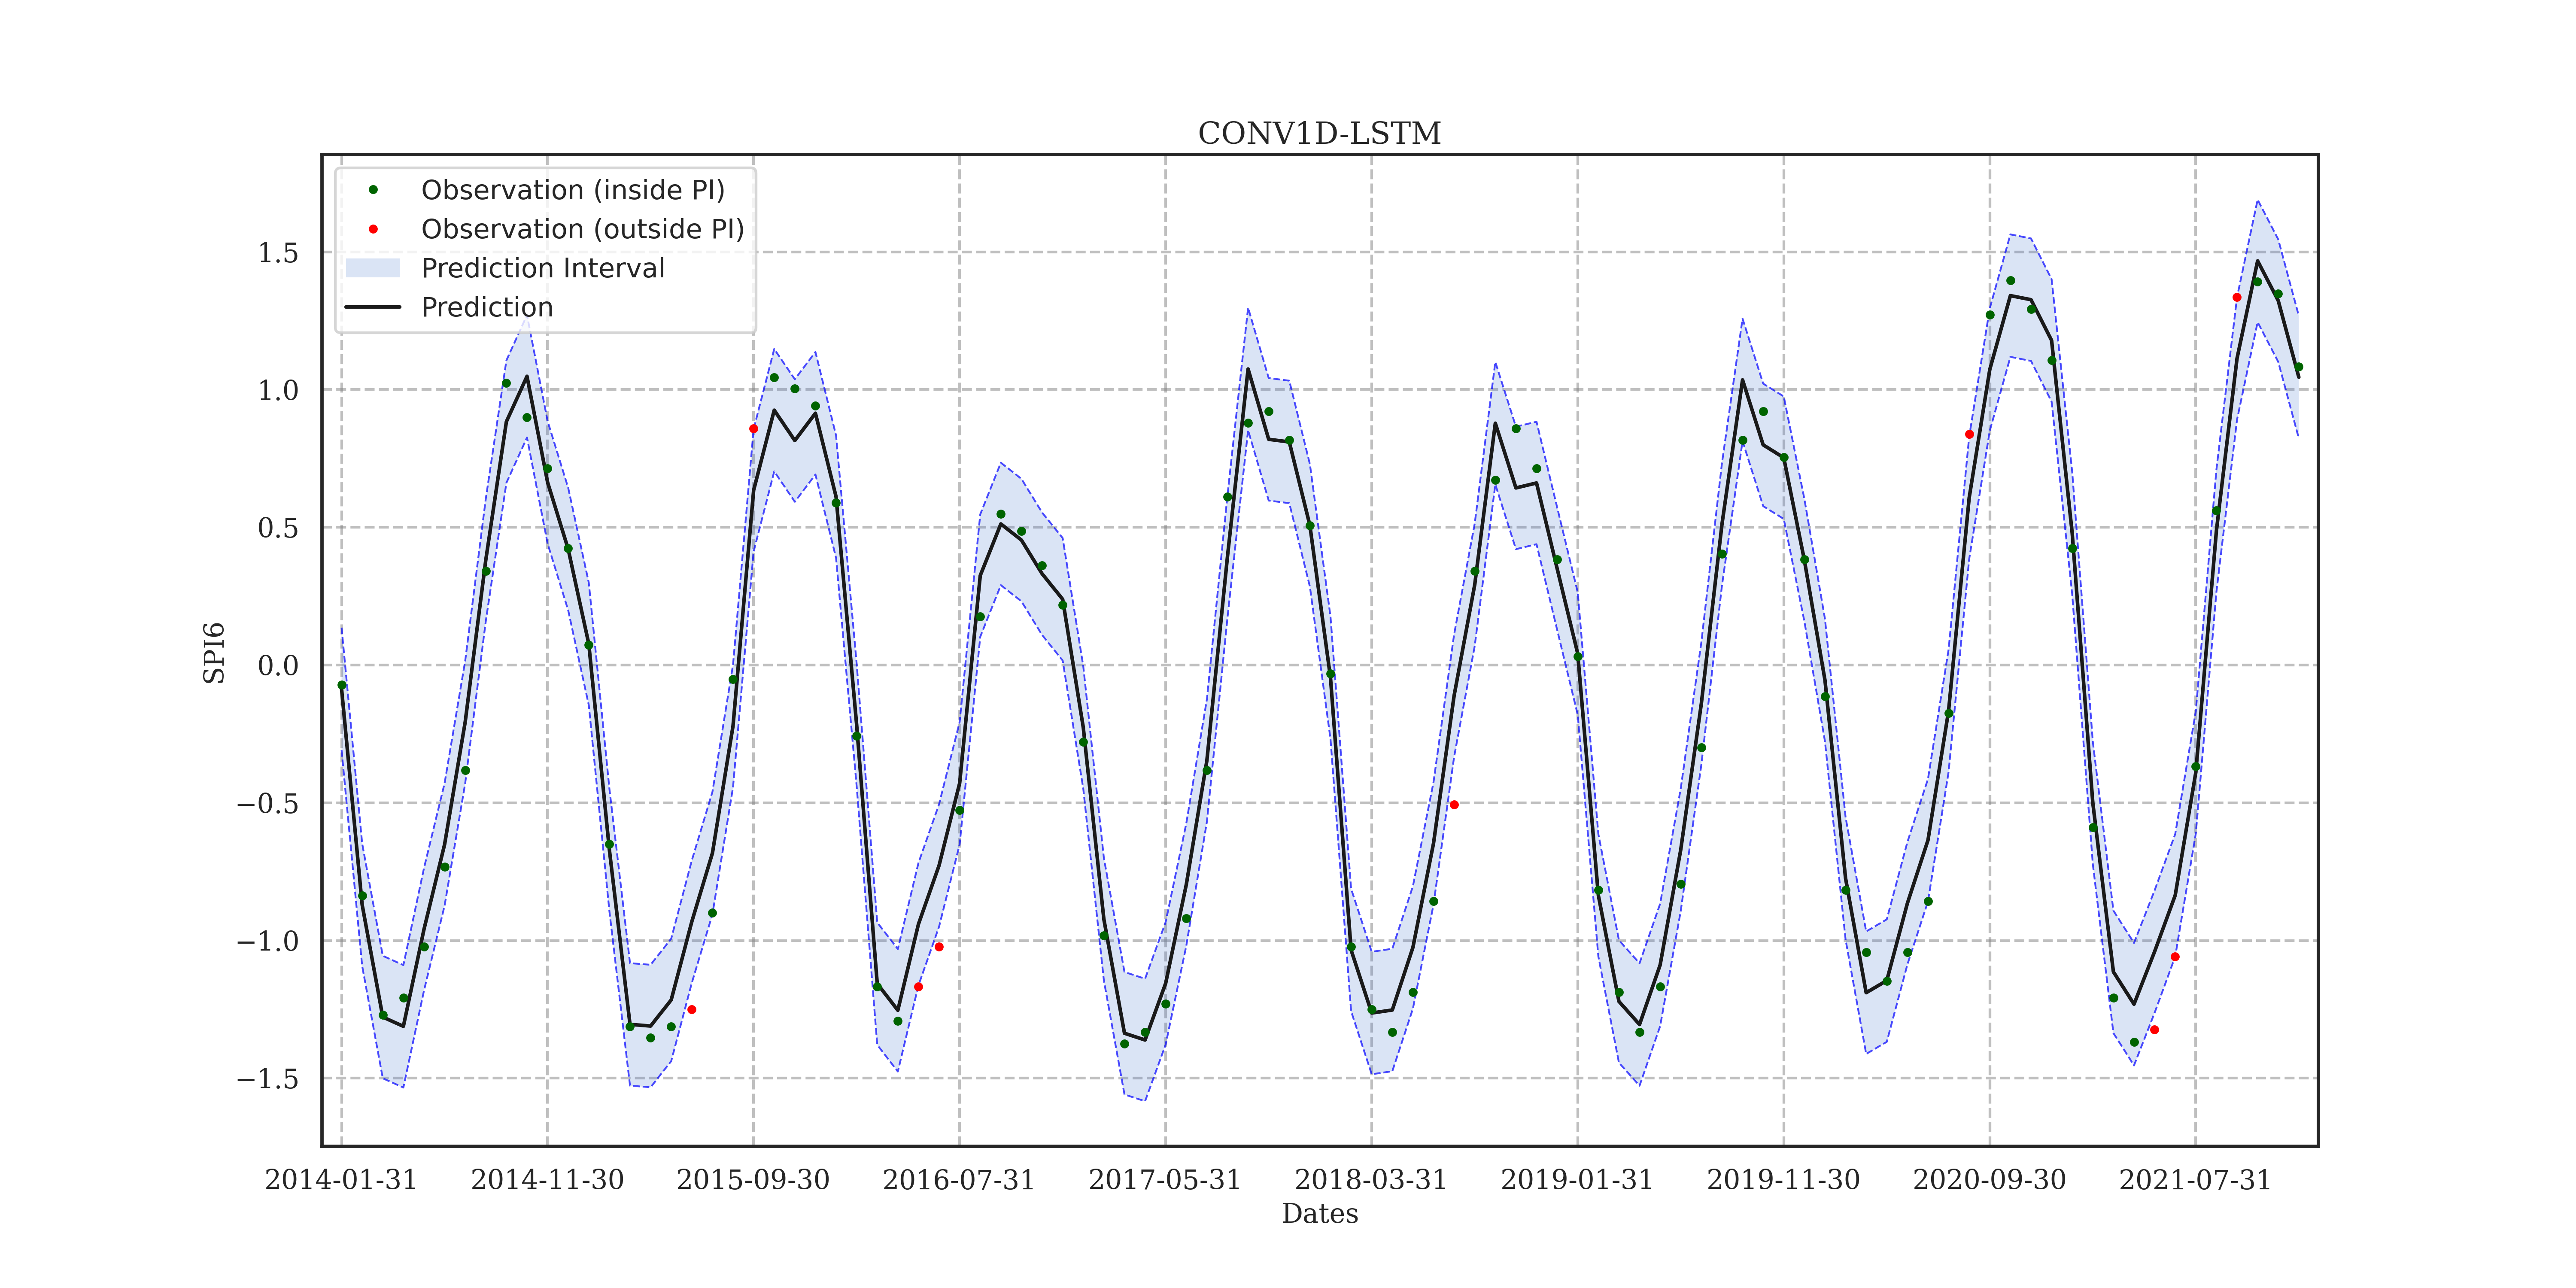 CONV1D-LSTM
Observation (inside PI)
Observation (outside PI)
Prediction Interval
Prediction
1.5
1.0
0.5
0.0
−0.5
−1.0
−1.5
SPI6
2014-01-31 2014-11-30 2015-09-30 2016-07-31 2017-05-31 2018-03-31 2019-01-31 2019-11-30 2020-09-30 2021-07-31
Dates